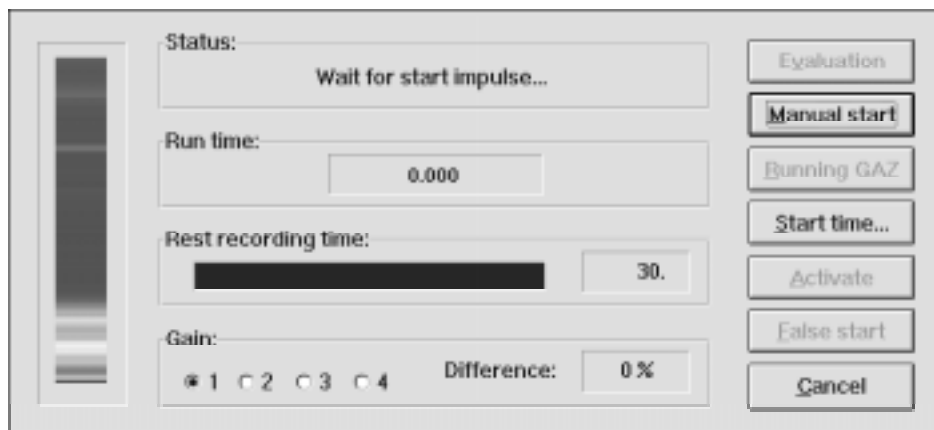 Status:
Wait for start impulse...
Run time:
0.000
Rest recording time:
30.
Gain:
1 2 3 4
Difference:
0 %
Evaluation
Manual start
Running GAZ
Start time...
Activate
False start
Cancel